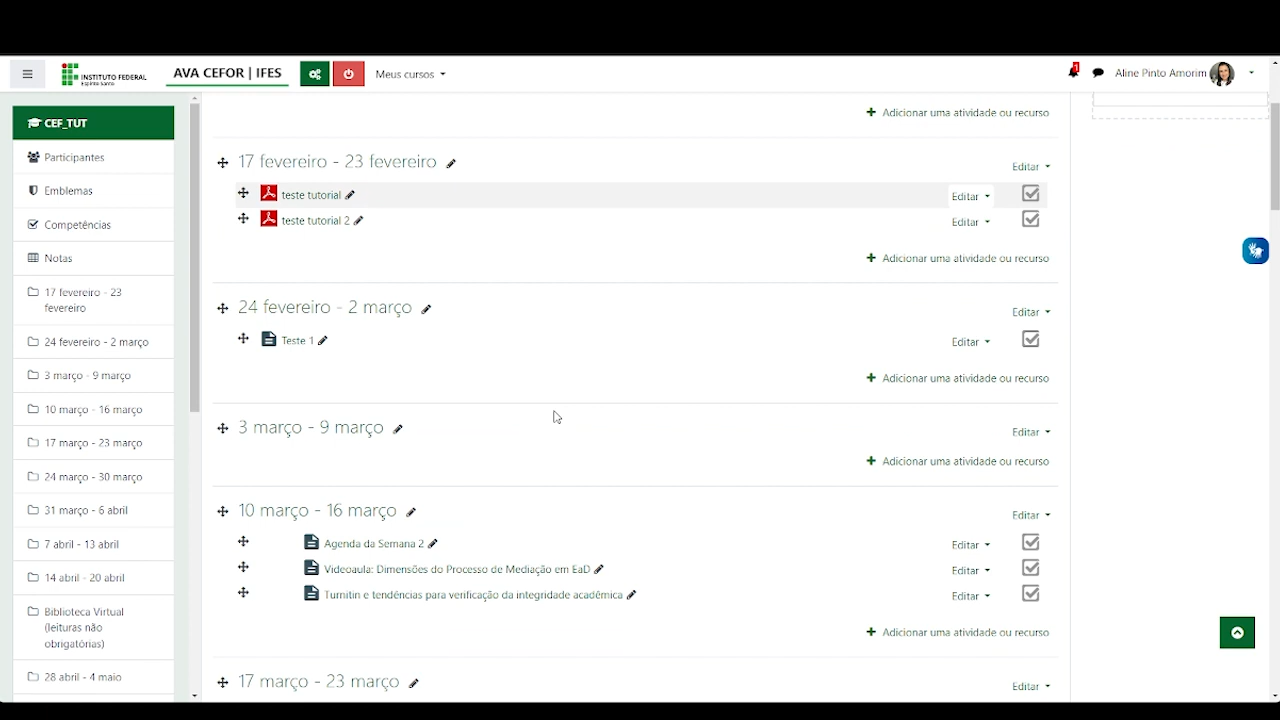 INSTITUTO FEDERAL
Espírito Santo
AVA CEFOR | IFES
Meus cursos
1
Aline Pinto Amorim
CEF_TUT
Participantes
Emblemas
Competências
Notas
17 fevereiro - 23
fevereiro
24 fevereiro - 2 março
3 março - 9 março
10 março - 16 março
17 março - 23 março
24 março - 30 março
31 março - 6 abril
7 abril - 13 abril
14 abril - 20 abril
Biblioteca Virtual
(leituras não
obrigatórias)
28 abril - 4 maio
Adicionar uma atividade ou recurso
17 fevereiro - 23 fevereiro
Editar
teste tutorial
Editar
teste tutorial 2
Editar
Adicionar uma atividade ou recurso
24 fevereiro - 2 março
Editar
Teste 1
Editar
Adicionar uma atividade ou recurso
3 março - 9 março
Editar
Adicionar uma atividade ou recurso
10 março - 16 março
Editar
Agenda da Semana 2
Editar
Videoaula: Dimensões do Processo de Mediação em EaD
Editar
Turnitin e tendências para verificação da integridade acadêmica
Editar
Adicionar uma atividade ou recurso
17 março - 23 março
Editar